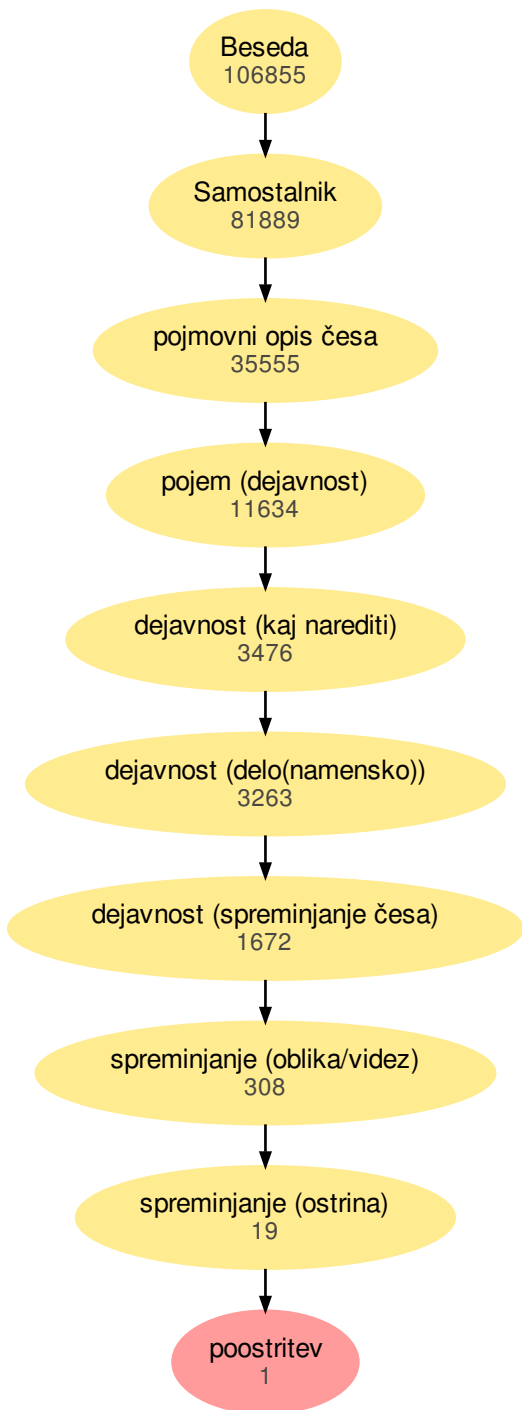 Beseda
106855
Samostalnik
81889
pojmovni opis česa
35555
pojem (dejavnost)
11634
dejavnost (kaj narediti)
3476
dejavnost (delo(namensko))
3263
dejavnost (spreminjanje česa)
1672
spreminjanje (oblika/videz)
308
spreminjanje (ostrina)
19
poostritev
1